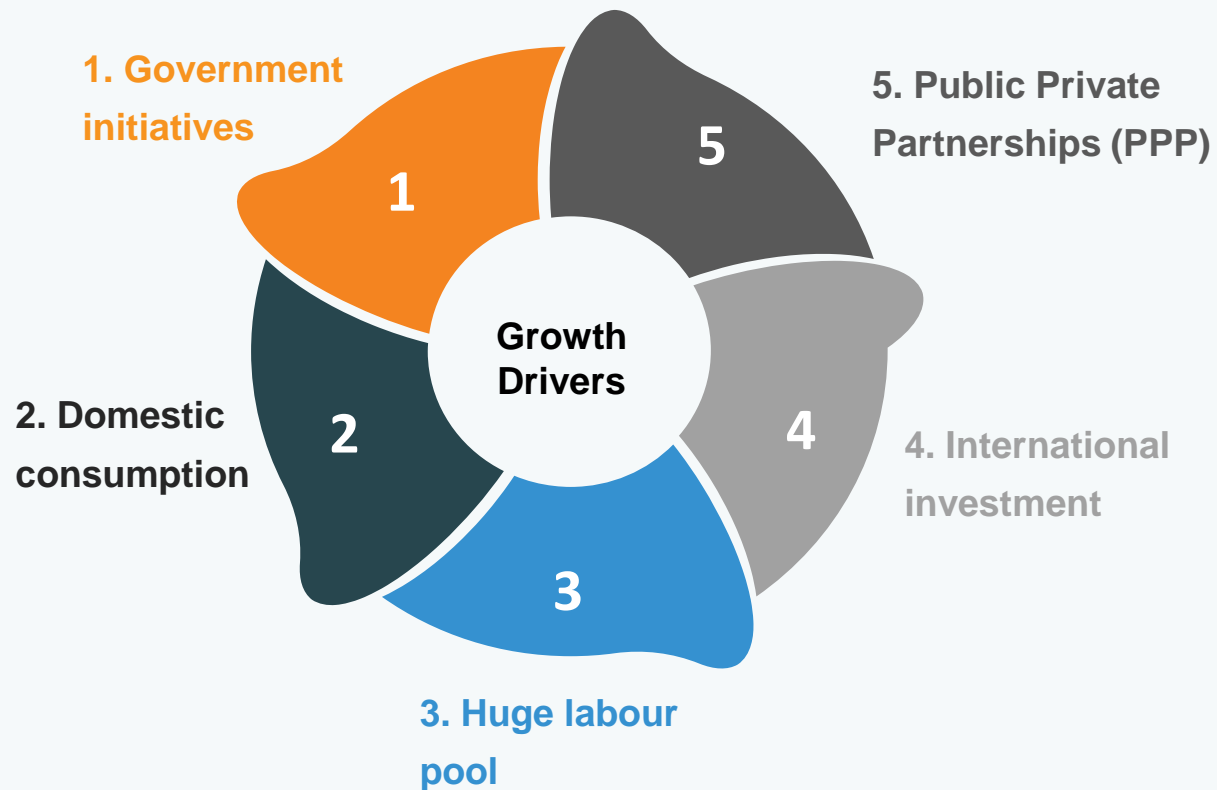 1. Government
initiatives
1
2. Domestic
consumption
2
3. Huge labour
pool
3
4. International
investment
4
5. Public Private
Partnerships (PPP)
5
Growth
Drivers